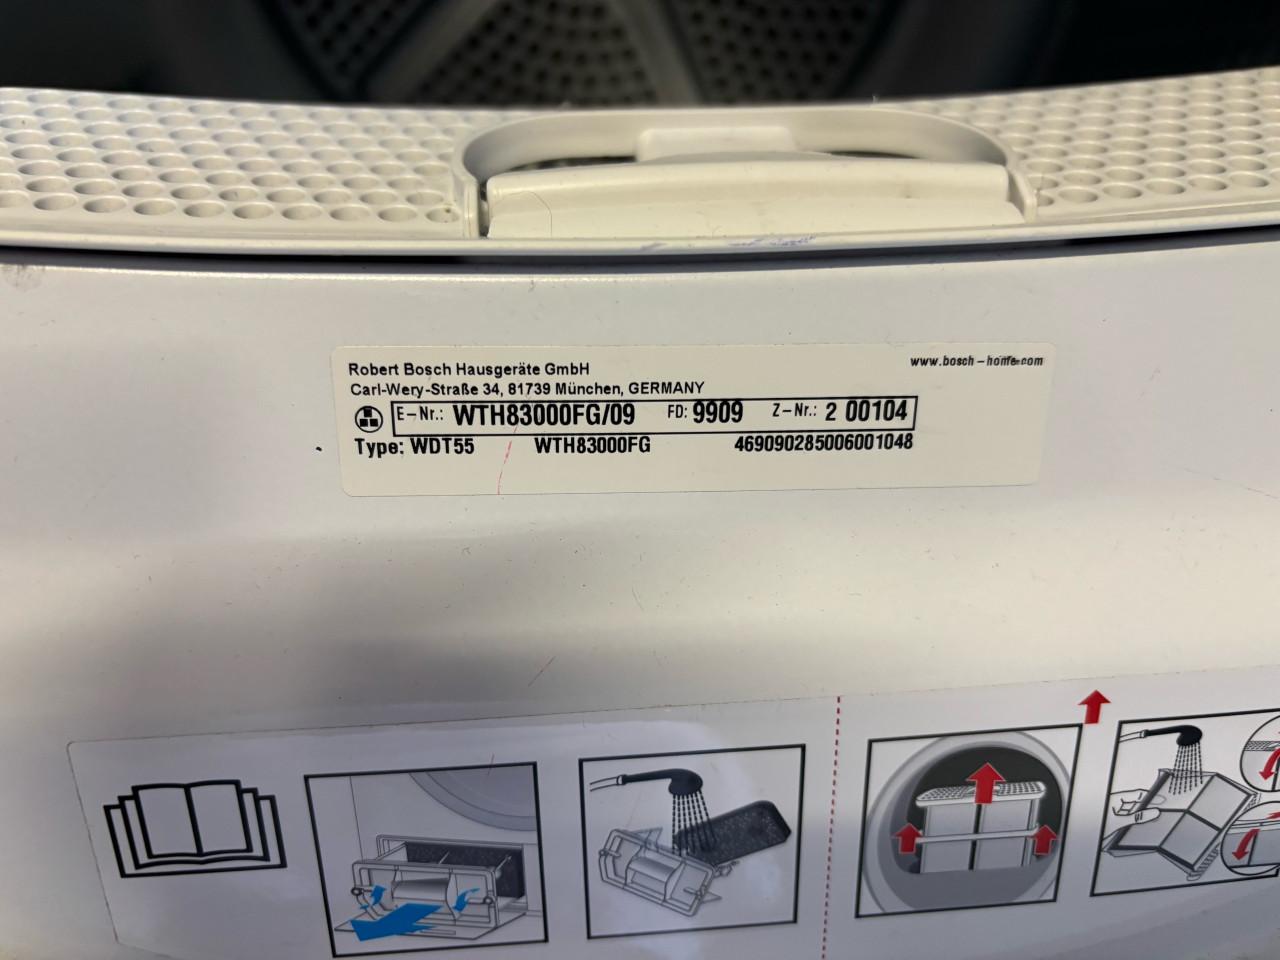 Robert Bosch Hausgeräte GmbH www.bosch-home.com
Carl-Wery-Straße 34, 81739 München, GERMANY
E-Nr.: WTH83000FG/09 FD: 9909 Z-Nr.: 2 00104
Type: WDT55 WTH83000FG 469090285006001048